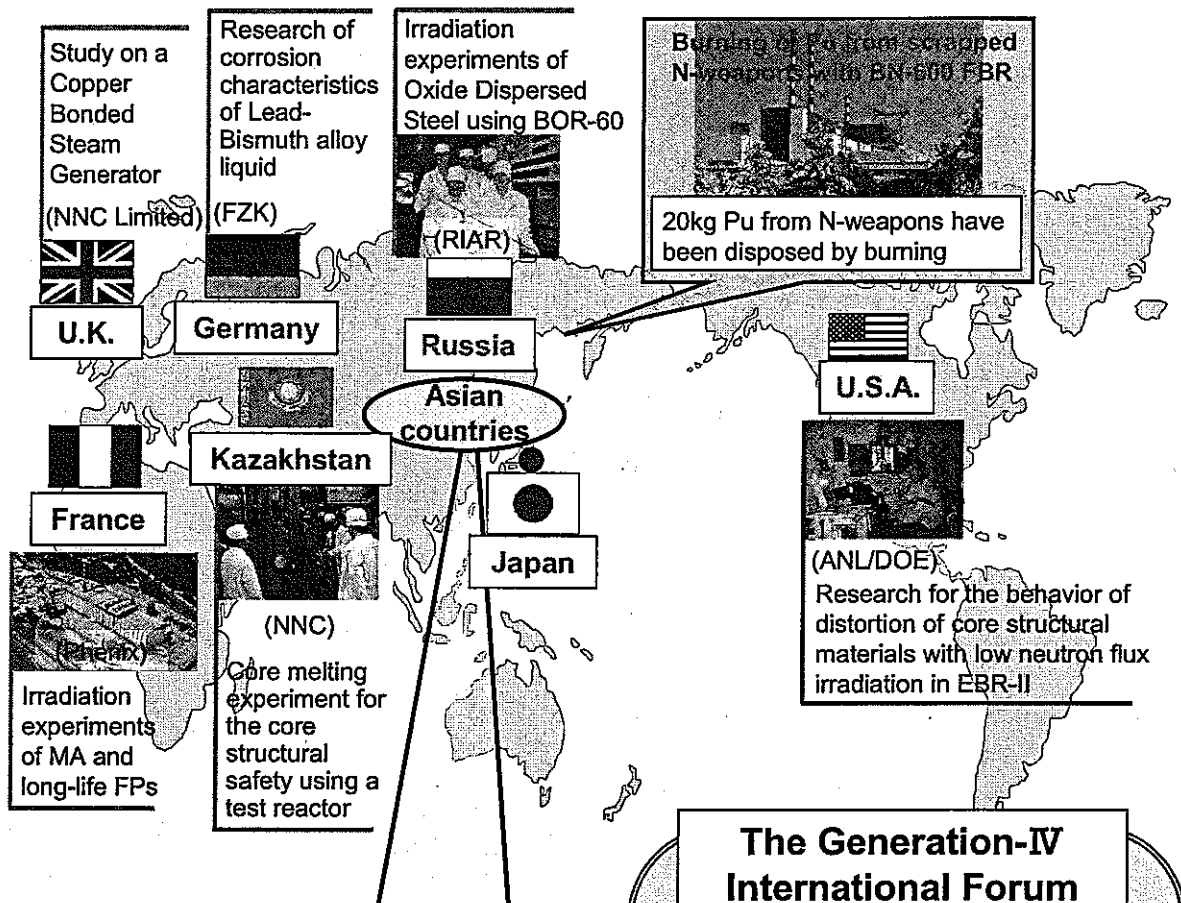 Study on a
Copper
Bonded
Steam
Generator
(NNC Limited)
U.K.
Research of
corrosion
characteristics
of Lead-
Bismuth alloy
liquid
(FZK)
Germany
Irradiation
experiments of
Oxide Dispersed
Steel using BOR-60
(RIAR)
Russia
Burning of Pu from scrapped
N-weapons with BN-600 FBR
20kg Pu from N-weapons have
been disposed by burning
U.S.A.
(ANL/DOE)
Research for the behavior of
distortion of core structural
materials with low neutron flux
irradiation in EBR-II
Asian
countries
Kazakhstan
(NNC)
Core melting
experiment for
the core
structural
safety using a
test reactor
France
(Phenix)
Irradiation
experiments
of MA and
long-life FPs
Japan
The Generation-IV
International Forum